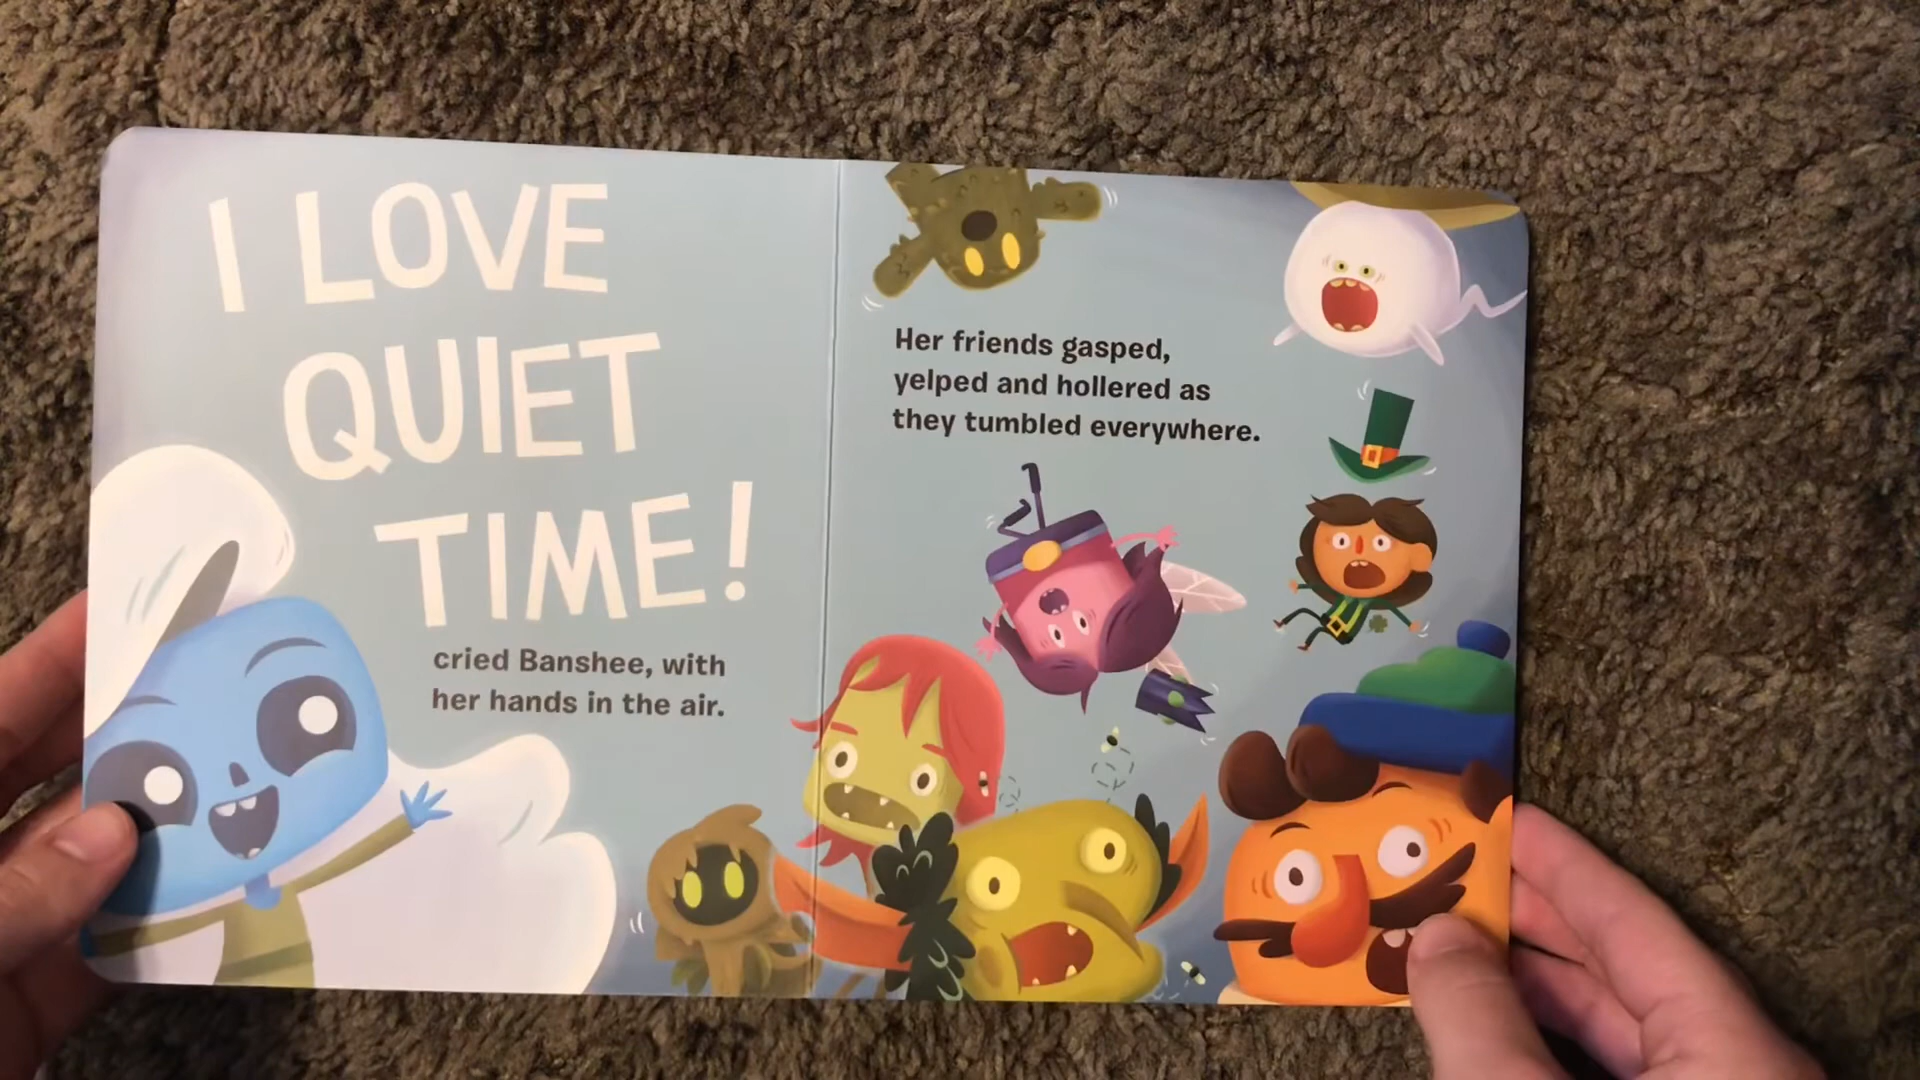 I LOVE
QUIET
TIME!
cried Banshee, with
her hands in the air.
Her friends gasped,
yelped and hollered as
they tumbled everywhere.